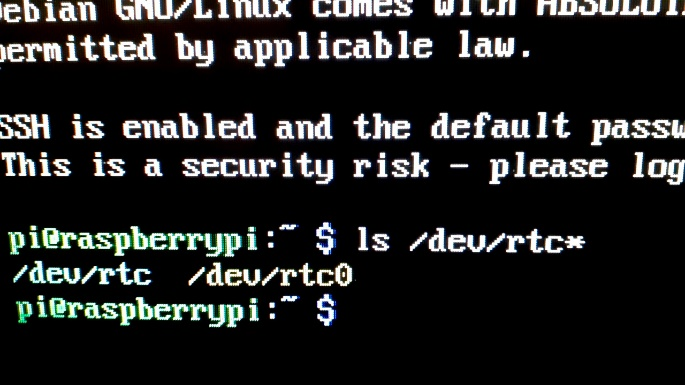 Debian GNU/Linux comes with ABSOLUT
permitted by applicable law.
SSH is enabled and the default passw
This is a security risk - please log
pi@raspberrypi:~ $ ls /dev/rtc*
/dev/rtc /dev/rtc0
pi@raspberrypi:~ $